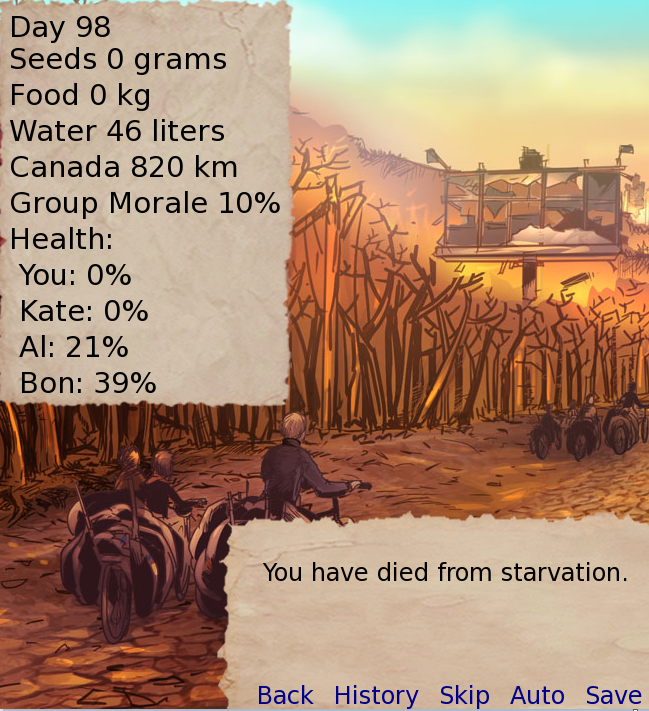 Day 98
Seeds 0 grams
Food 0 kg
Water 46 liters
Canada 820 km
Group Morale 10%
Health:
You: 0%
Kate: 0%
Al: 21%
Bon: 39%
You have died from starvation.
Back History Skip Auto Save